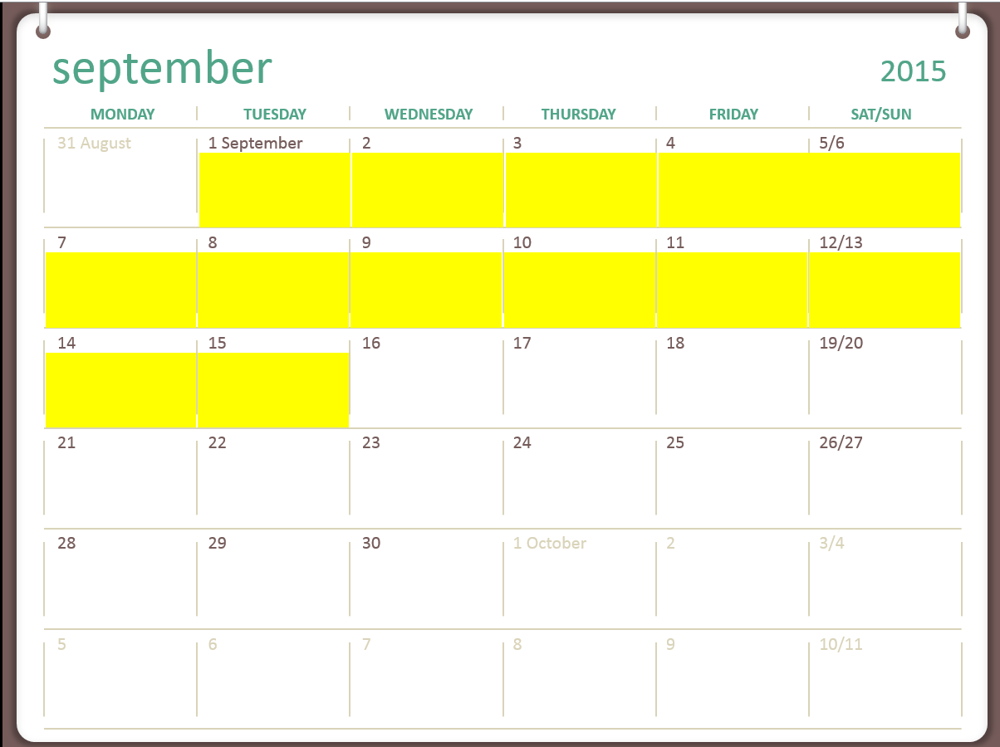 september 2015
MONDAY TUESDAY WEDNESDAY THURSDAY FRIDAY SAT/SUN
31 August 1 September 2 3 4 5/6
7 8 9 10 11 12/13
14 15 16 17 18 19/20
21 22 23 24 25 26/27
28 29 30 1 October 2 3/4
5 6 7 8 9 10/11